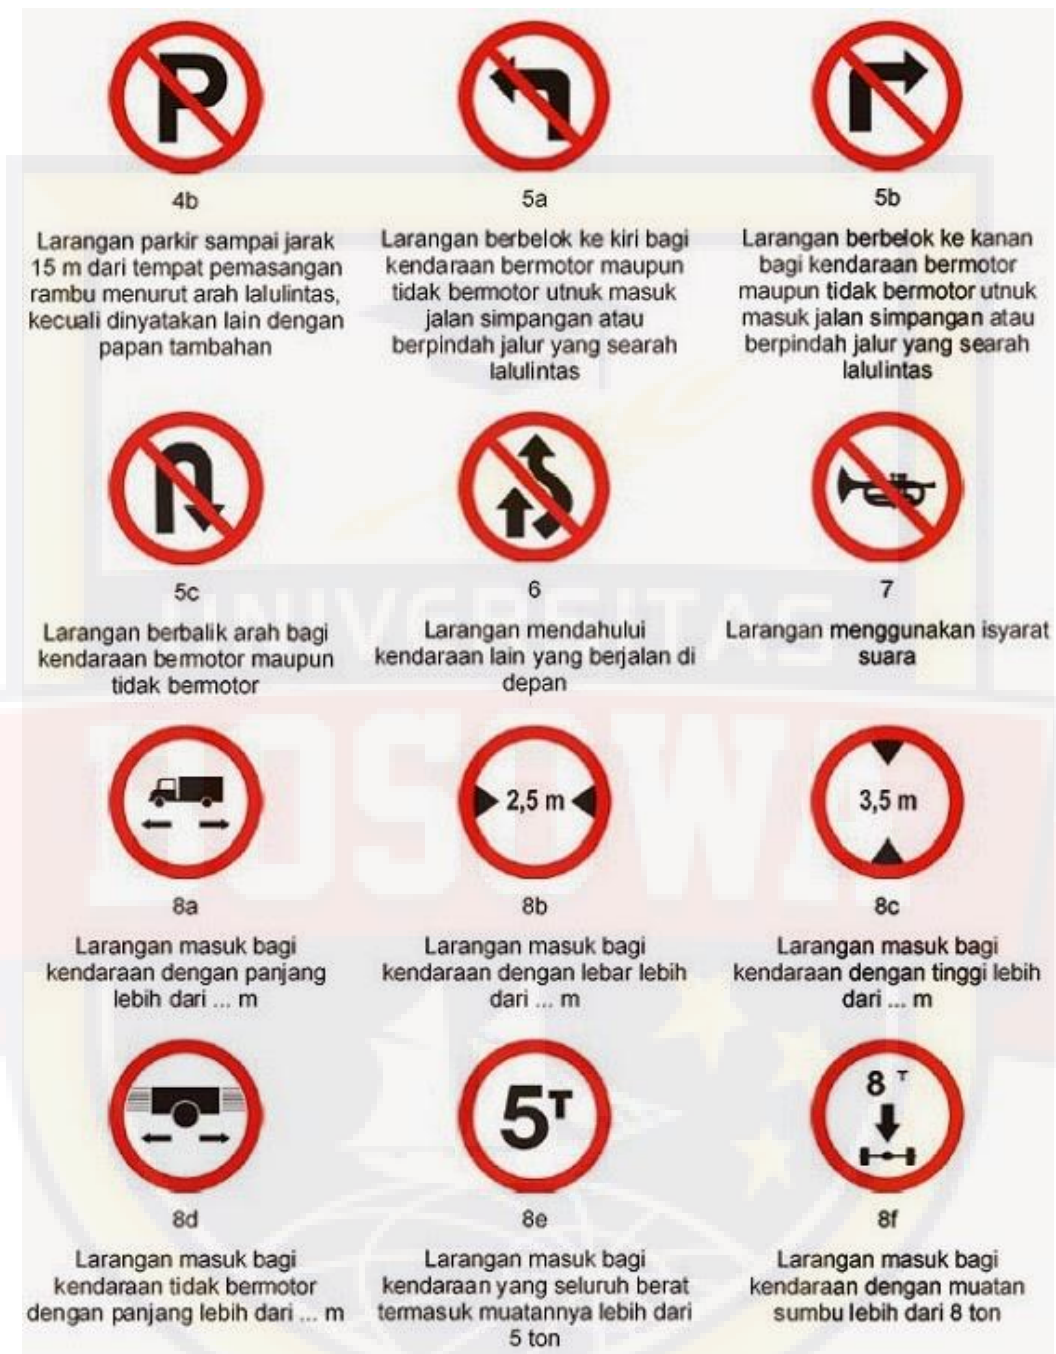 P
4b
Larangan parkir sampai jarak
15 m dari tempat pemasangan
rambu menurut arah lalulintas,
kecuali dinyatakan lain dengan
papan tambahan
5a
Larangan berbelok ke kiri bagi
kendaraan bermotor maupun
tidak bermotor utnuk masuk
jalan simpangan atau
berpindah jalur yang searah
lalulintas
5b
Larangan berbelok ke kanan
bagi kendaraan bermotor
maupun tidak bermotor utnuk
masuk jalan simpangan atau
berpindah jalur yang searah
lalulintas
5c
Larangan berbalik arah bagi
kendaraan bermotor maupun
tidak bermotor
6
Larangan mendahului
kendaraan lain yang berjalan di
depan
7
Larangan menggunakan isyarat
suara
UNIVERSITAS
BOSOWA
8a
Larangan masuk bagi
kendaraan dengan panjang
lebih dari ... m
2,5 m
8b
Larangan masuk bagi
kendaraan dengan lebar lebih
dari ... m
3,5 m
8c
Larangan masuk bagi
kendaraan dengan tinggi lebih
dari ... m
8d
Larangan masuk bagi
kendaraan tidak bermotor
dengan panjang lebih dari ... m
5T
8e
Larangan masuk bagi
kendaraan yang seluruh berat
termasuk muatannya lebih dari
5 ton
8 T
8f
Larangan masuk bagi
kendaraan dengan muatan
sumbu lebih dari 8 ton